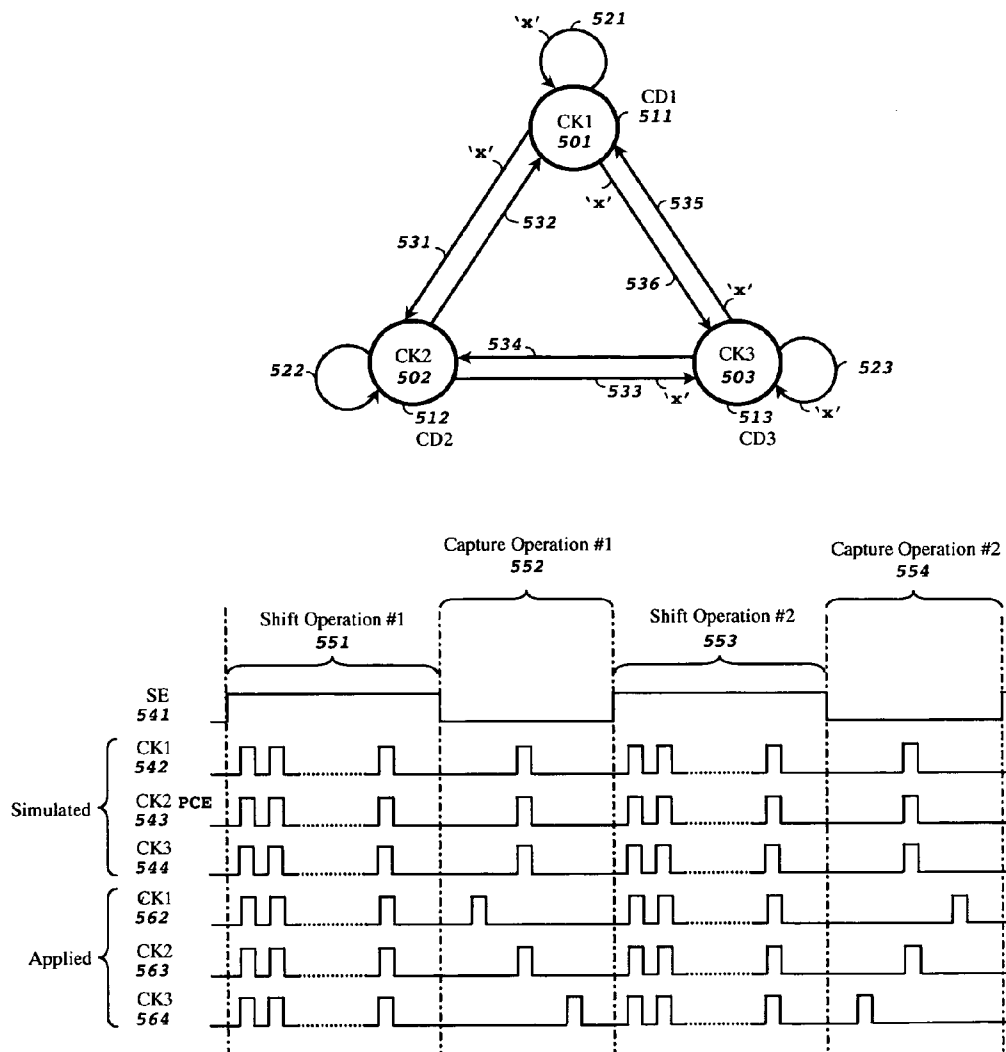 'x'
521
CK1
501
CD1
511
'x'
'x'
531
532
535
536
'x'
CK2
502
522
512
CD2
534
533
'x'
CK3
503
523
'x'
513
CD3
Capture Operation #1
552
Capture Operation #2
554
Shift Operation #1
551
Shift Operation #2
553
SE
541
Simulated
CK1
542
CK2 PCE
543
CK3
544
Applied
CK1
562
CK2
563
CK3
564